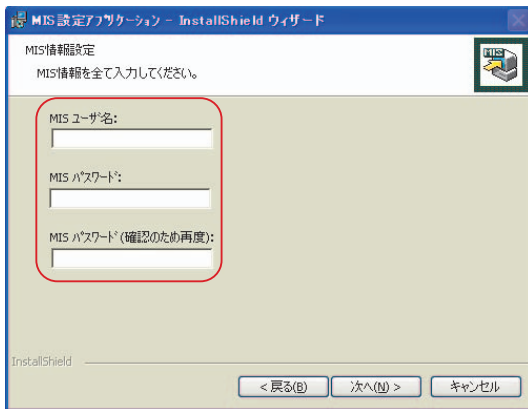 MIS 設定アプリケーション - InstallShield ウィザード
MIS情報設定
MIS情報を全て入力してください。
MIS
MIS ユーザ名:
MIS パスワード:
MIS パスワード(確認のため再度):
InstallShield
< 戻る(B)
次へ(N) >
キャンセル